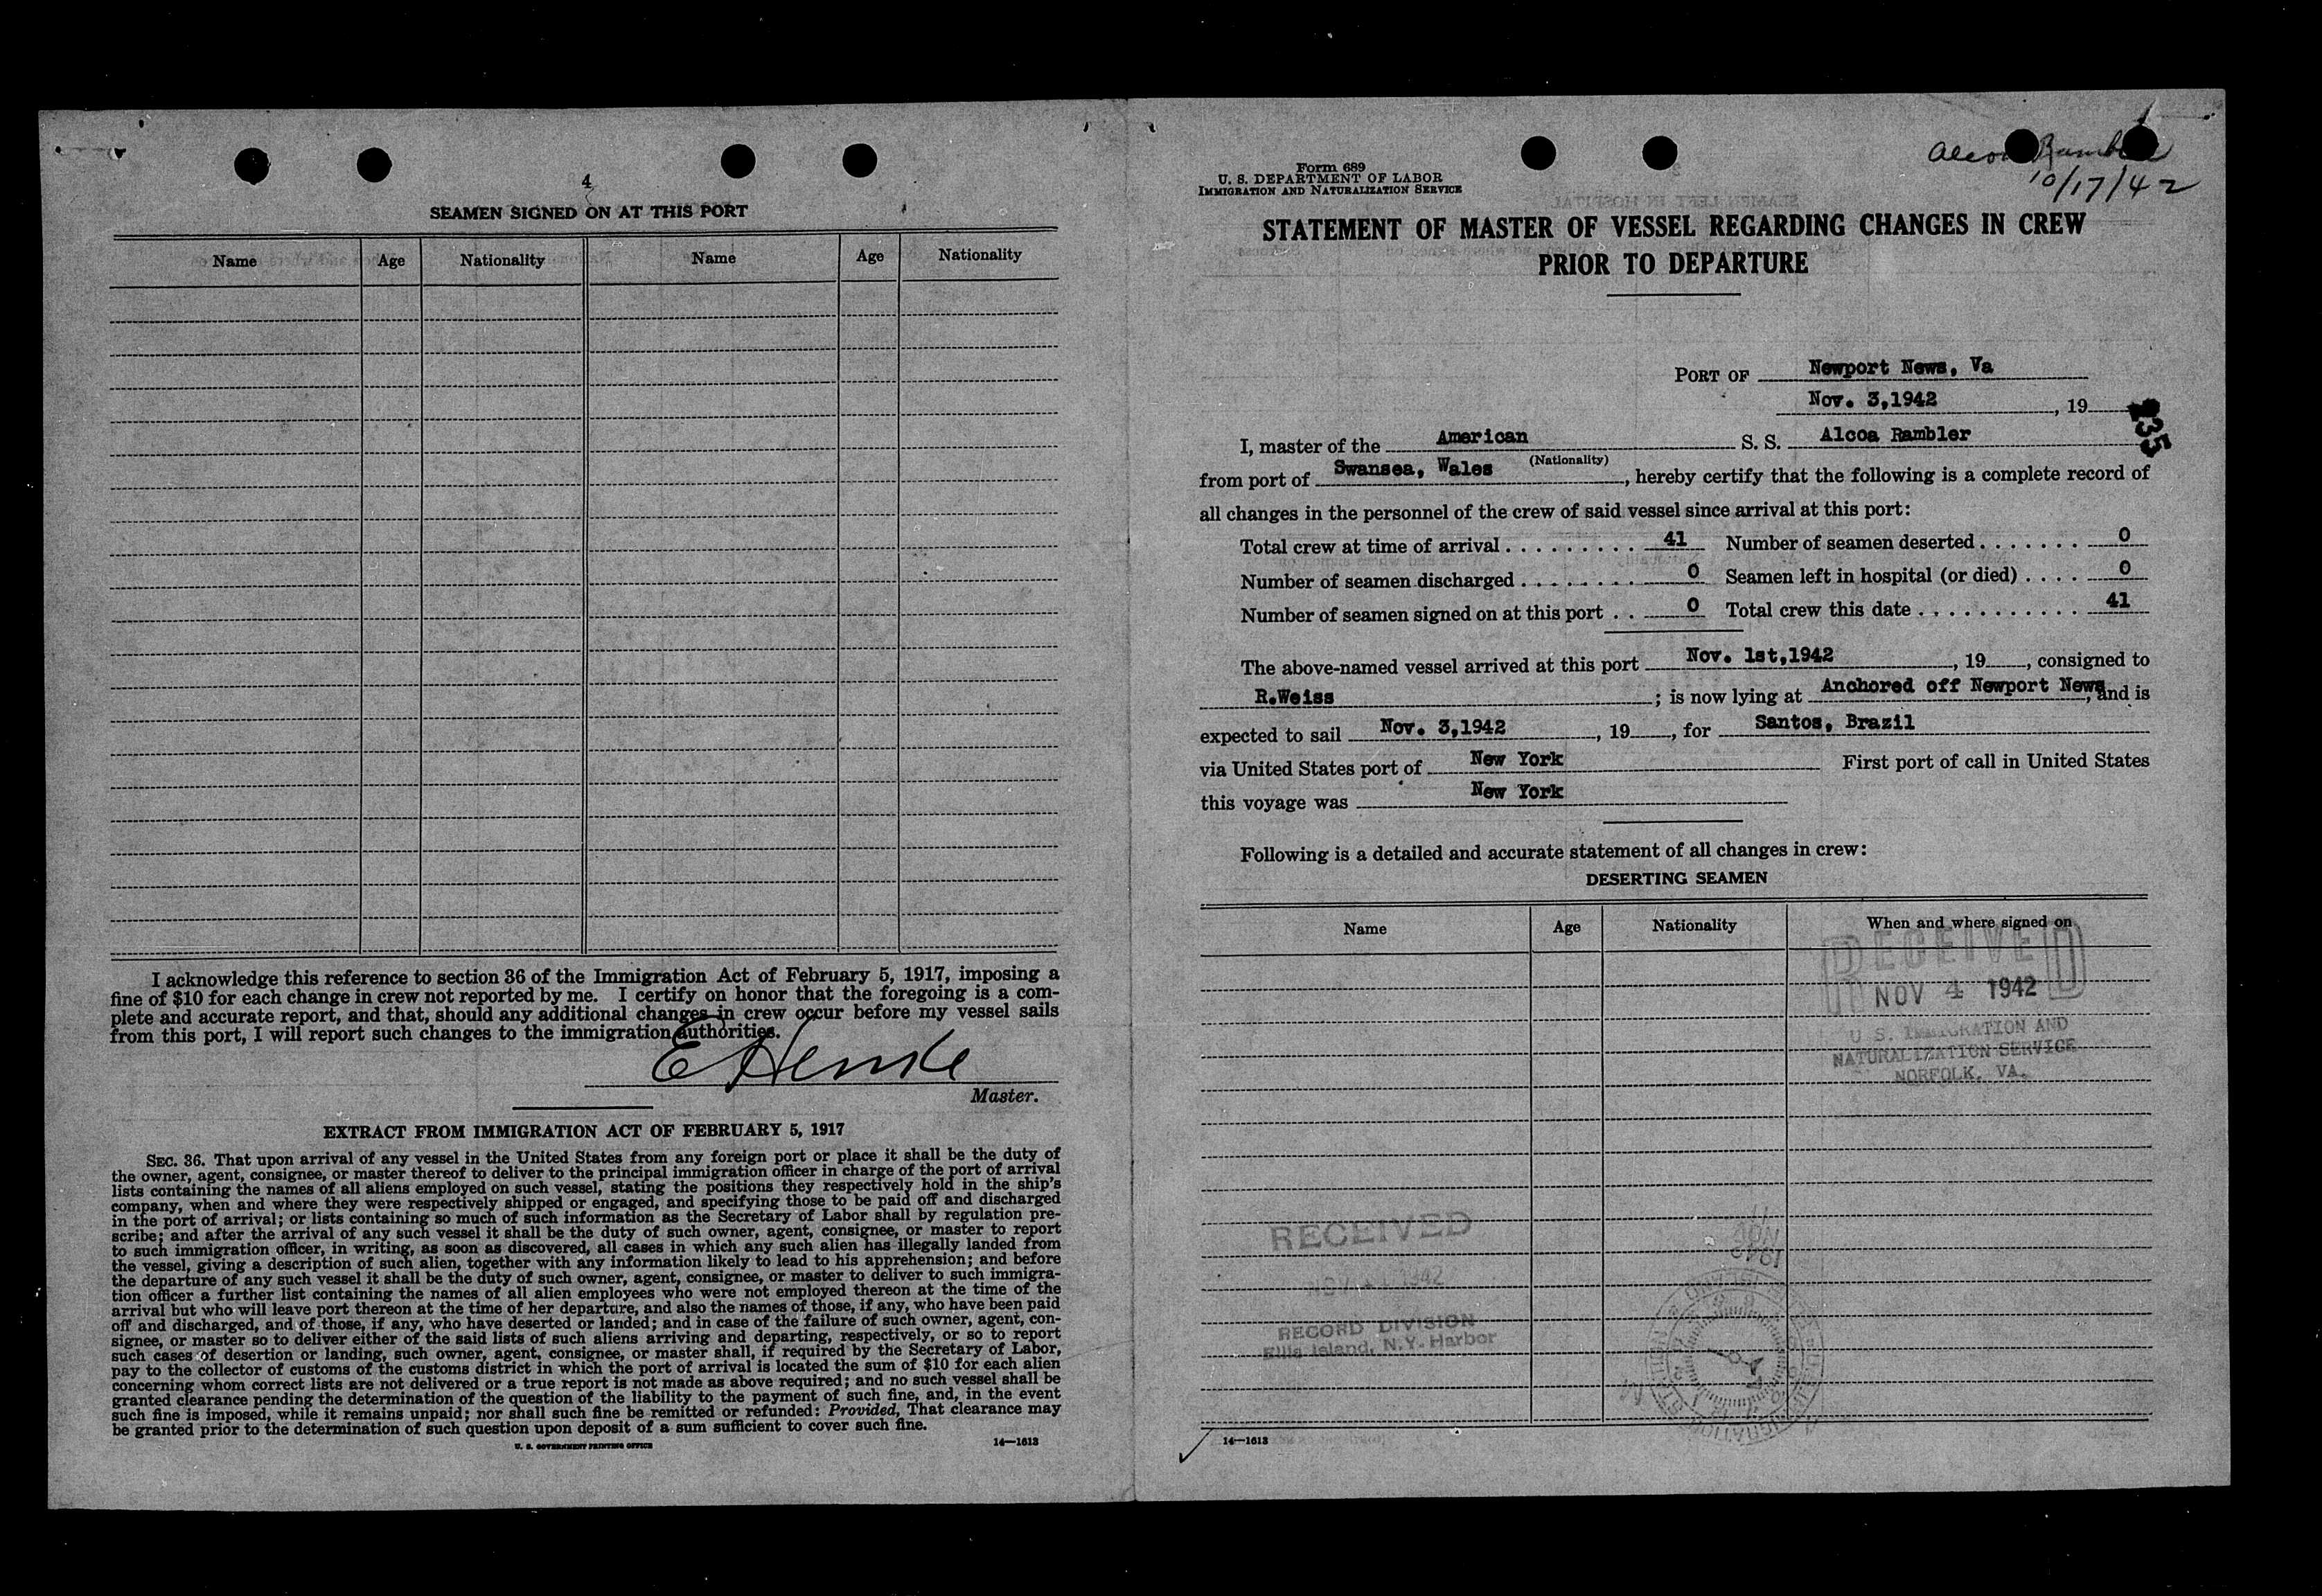 4
SEAMEN SIGNED ON AT THIS PORT
Name Age Nationality Name Age Nationality
I acknowledge this reference to section 36 of the Immigration Act of February 5, 1917, imposing a
fine of $10 for each change in crew not reported by me. I certify on honor that the foregoing is a com-
plete and accurate report, and that, should any additional changes in crew occur before my vessel sails
from this port, I will report such changes to the immigration authorities.
Master.
EXTRACT FROM IMMIGRATION ACT OF FEBRUARY 5, 1917
SEC. 36. That upon arrival of any vessel in the United States from any foreign port or place it shall be the duty of
the owner, agent, consignee, or master thereof to deliver to the principal immigration officer in charge of the port of arrival
lists containing the names of all aliens employed on such vessel, stating the positions they respectively hold in the ship's
company, when and where they were respectively shipped or engaged, and specifying those to be paid off and discharged
in the port of arrival; or lists containing so much of such information as the Secretary of Labor shall by regulation pre-
scribe; and after the arrival of any such vessel it shall be the duty of such owner, agent, consignee, or master to report
to such immigration officer, in writing, as soon as discovered, all cases in which any such alien has illegally landed from
the vessel, giving a description of such alien, together with any information likely to lead to his apprehension; and before
the departure of any such vessel it shall be the duty of such owner, agent, consignee, or master to deliver to such immigra-
tion officer a further list containing the names of all alien employees who were not employed thereon at the time of the
arrival but who will leave port thereon at the time of her departure, and also the names of those, if any, who have been paid
off and discharged, and of those, if any, who have deserted or landed; and in case of the failure of such owner, agent, con-
signee, or master so to deliver either of the said lists of such aliens arriving and departing, respectively, or so to report
such cases of desertion or landing, such owner, agent, consignee, or master shall, if required by the Secretary of Labor,
pay to the collector of customs of the customs district in which the port of arrival is located the sum of $10 for each alien
concerning whom correct lists are not delivered or a true report is not made as above required; and no such vessel shall be
granted clearance pending the determination of the question of the liability to the payment of such fine, and, in the event
such fine is imposed, while it remains unpaid; nor shall such fine be remitted or refunded: Provided, That clearance may
be granted prior to the determination of such question upon deposit of a sum sufficient to cover such fine.
U. S. GOVERNMENT PRINTING OFFICE 14—1613
Form 689
U. S. DEPARTMENT OF LABOR
IMMIGRATION AND NATURALIZATION SERVICE
10/17/42
STATEMENT OF MASTER OF VESSEL REGARDING CHANGES IN CREW
PRIOR TO DEPARTURE
PORT OF Newport News, Va
Nov. 3,1942, 19
I, master of the American S. S. Alcoa Rambler
(Nationality)
from port of Swansea, Wales, hereby certify that the following is a complete record of
all changes in the personnel of the crew of said vessel since arrival at this port:
Total crew at time of arrival 41 Number of seamen deserted 0
Number of seamen discharged 0 Seamen left in hospital (or died) 0
Number of seamen signed on at this port 0 Total crew this date 41
The above-named vessel arrived at this port Nov. 1st,1942, 19, consigned to
R.Weiss; is now lying at Anchored off Newport News, and is
expected to sail Nov. 3,1942, 19, for Santos, Brazil
via United States port of New York First port of call in United States
this voyage was New York
Following is a detailed and accurate statement of all changes in crew:
DESERTING SEAMEN
Name Age Nationality When and where signed on
RECEIVED
NOV 4 1942
U. S. IMMIGRATION AND
NATURALIZATION SERVICE
NORFOLK, VA.
RECEIVED
RECORD DIVISION
Ellis Island, N.Y. Harbor
14—1613